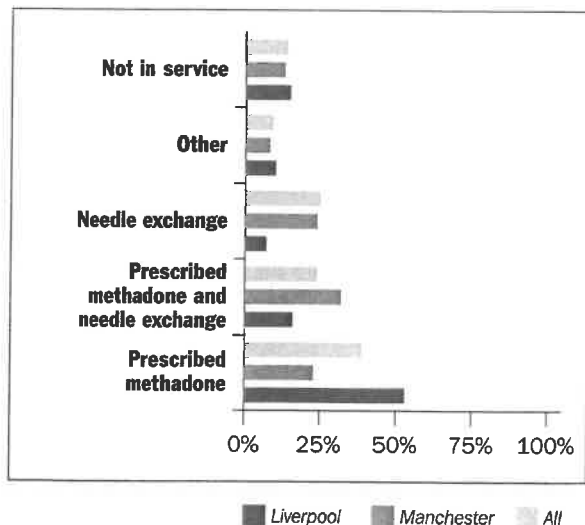 Not in service
Other
Needle exchange
Prescribed
methadone and
needle exchange
Prescribed
methadone
0% 25% 50% 75% 100%
Liverpool Manchester All